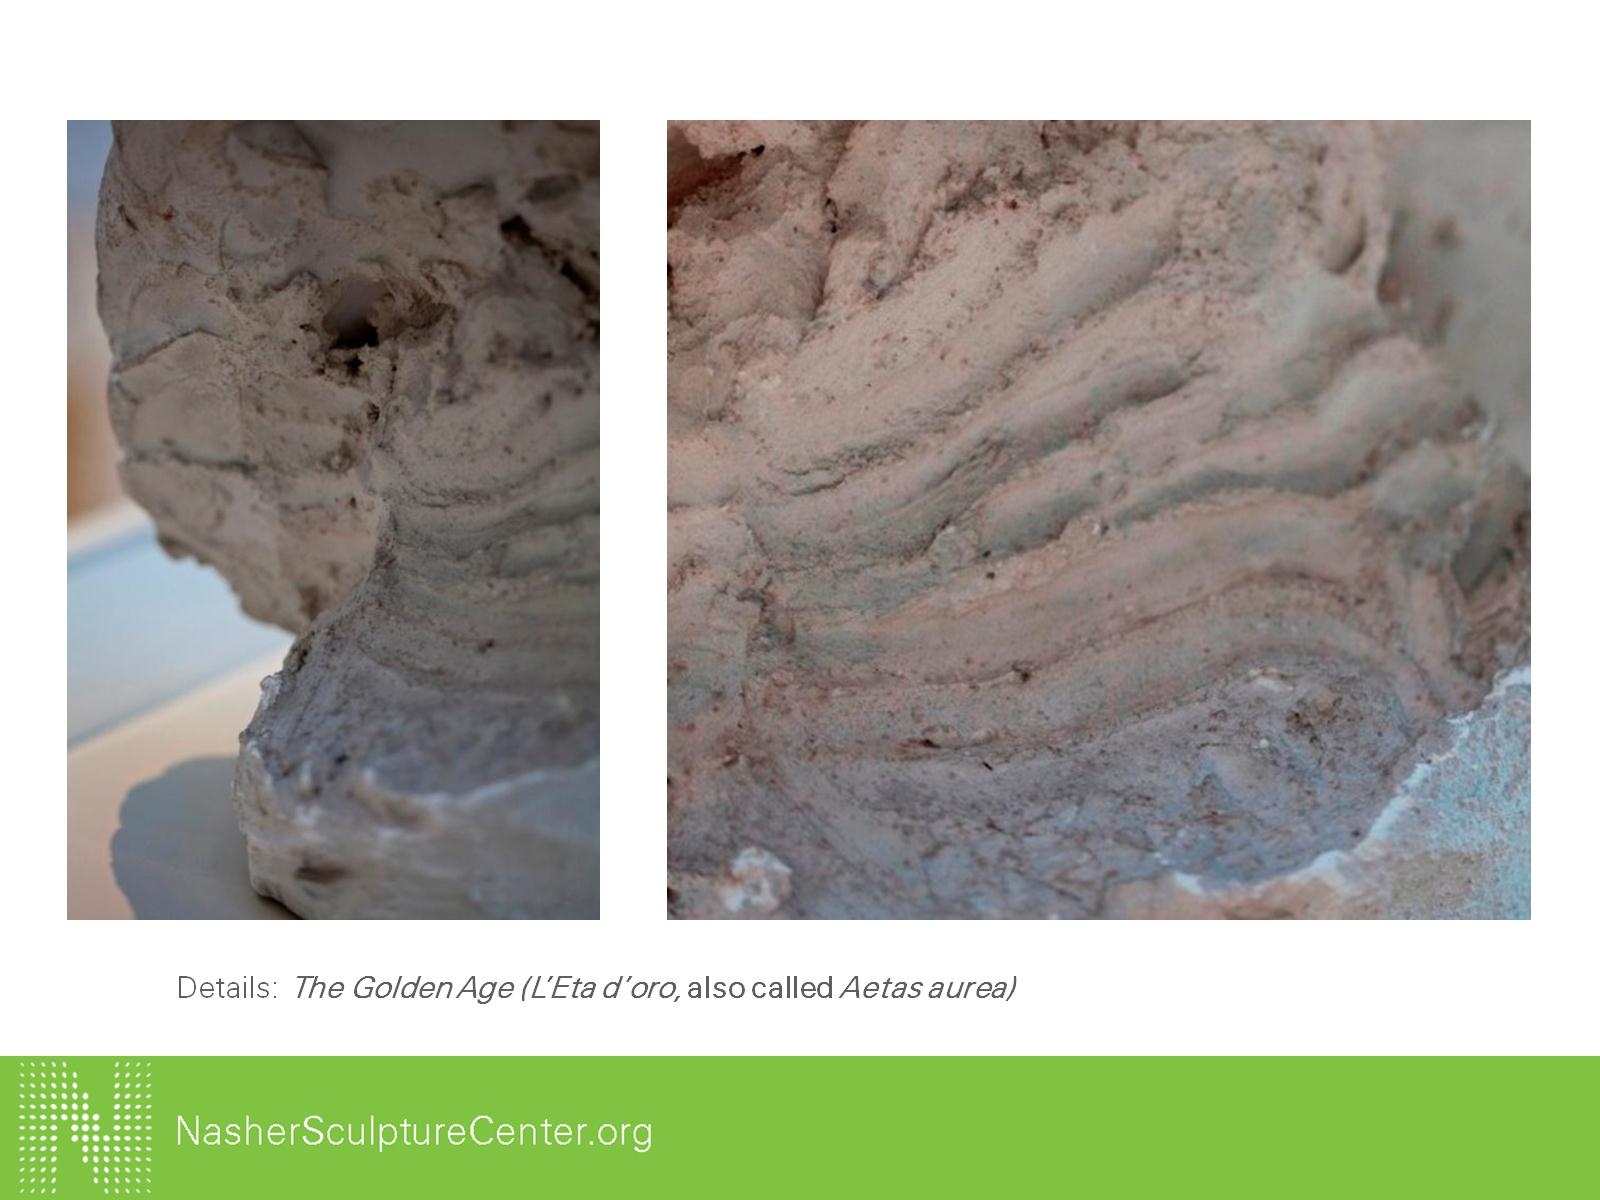 Details: The Golden Age (L’Eta d’oro, also called Aetas aurea)
N
NasherSculptureCenter.org